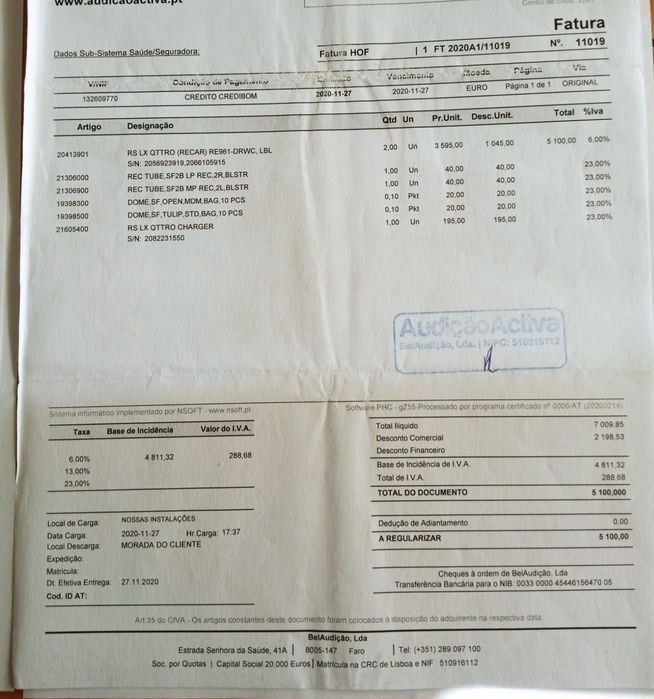 www.audicaoactiva.pt
Fatura
Dados Sub-Sistema Saúde/Seguradora:
Fatura HOF | 1 FT 2020A1/11019 Nº. 11019
V/NIF Condição de Pagamento Vencimento Moeda Página Via
132609770 CRÉDITO CREDIBOM 2020-11-27 2020-11-27 EURO Página 1 de 1 ORIGINAL
Artigo Designação Qtd Un Pr.Unit. Desc.Unit. Total %Iva
20413901 RS LX QTTRO (RECAR) RE961-DRWC, LBL 2,00 Un 3 595,00 1 045,00 5 100,00 6,00%
S/N: 2056923919,2066105915
21306000 REC TUBE,SF2B LP REC,2R,BLSTR 1,00 Un 40,00 40,00 23,00%
21306900 REC TUBE,SF2B MP REC,2L,BLSTR 1,00 Un 40,00 40,00 23,00%
19398300 DOME,SF,OPEN,MDM,BAG,10 PCS 0,10 Pkt 20,00 20,00 23,00%
19398500 DOME,SF,TULIP,STD,BAG,10 PCS 0,10 Pkt 20,00 20,00 23,00%
21605400 RS LX QTTRO CHARGER 1,00 Un 195,00 195,00 23,00%
S/N: 2082231550
AudiçãoActiva
BelAudição, Lda. | NIPC: 510916112
Sistema informático implementado por NSOFT - www.nsoft.pt
Software PHC - gZ55-Processado por programa certificado nº 0006/AT (20200214)
Taxa Base de Incidência Valor do I.V.A.
6,00% 4 811,32 288,68
13,00%
23,00%
Total Ilíquido 7 009,85
Desconto Comercial 2 198,53
Desconto Financeiro
Base de Incidência de I.V.A. 4 811,32
Total de I.V.A. 288,68
TOTAL DO DOCUMENTO 5 100,000
Dedução de Adiantamento 0,00
A REGULARIZAR 5 100,00
Local de Carga: NOSSAS INSTALAÇÕES
Data Carga: 2020-11-27 Hr.Carga: 17:37
Local Descarga: MORADA DO CLIENTE
Expedição:
Matrícula:
Dt. Efetiva Entrega: 27.11.2020
Cod. ID AT:
Cheques à ordem de BelAudição, Lda
Transferência Bancária para o NIB: 0033 0000 45446156470 05
Art 35 do CIVA - Os artigos constantes deste documento foram colocados à disposição do adquirente na respectiva data
BelAudição, Lda
Estrada Senhora da Saúde, 41A | 8005-147 Faro | Tel: (+351) 289 097 100
Soc. por Quotas | Capital Social 20.000 Euros | Matrícula na CRC de Lisboa e NIF 510916112